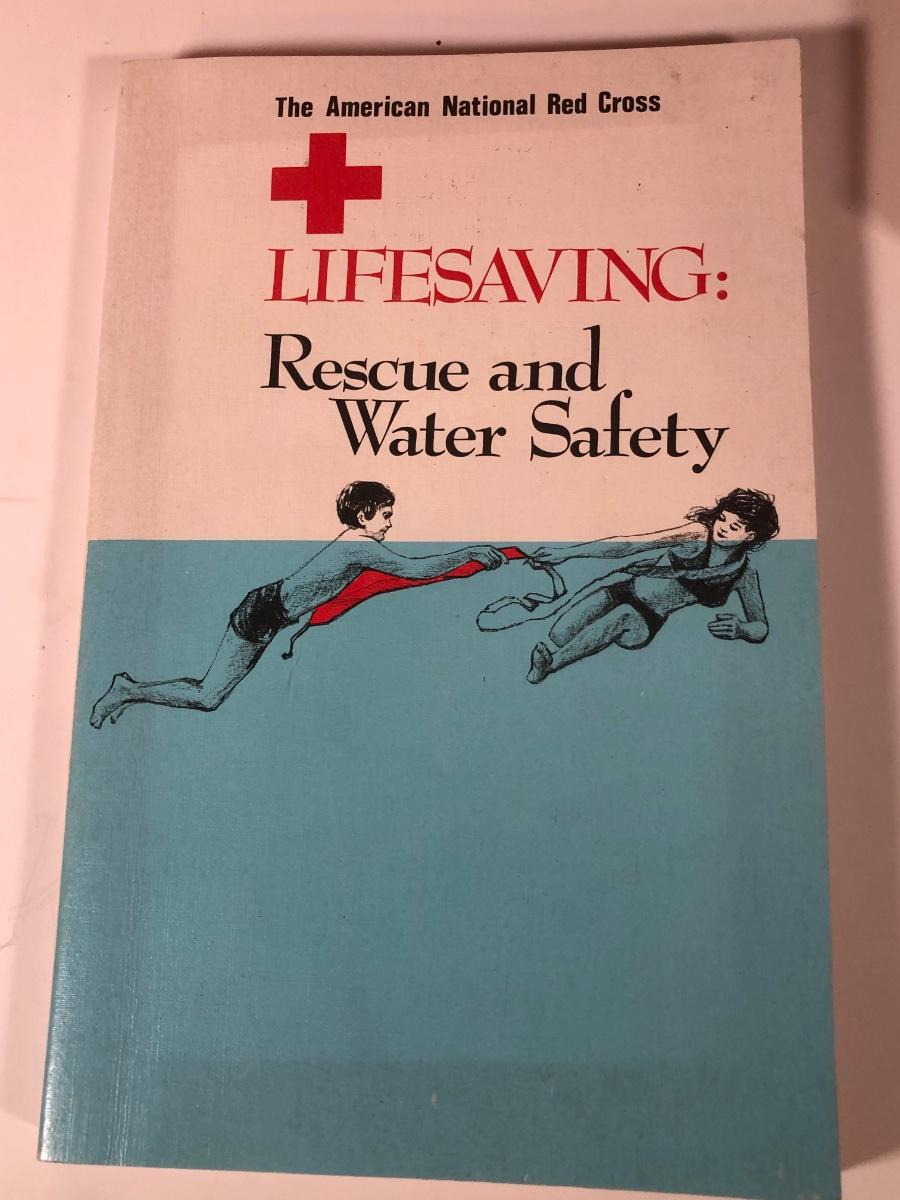 The American National Red Cross
LIFESAVING:
Rescue and
Water Safety